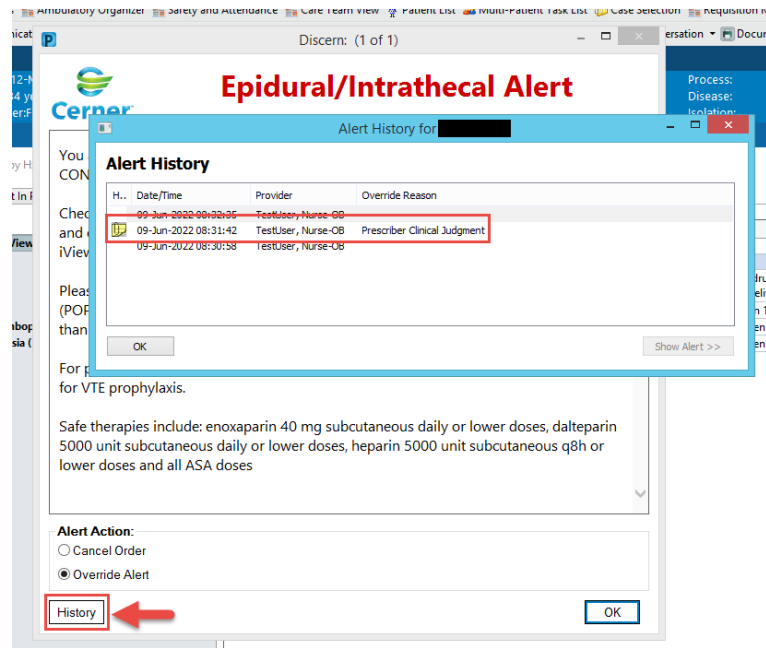 Ambulatory Organizer Safety and Attendance Care Team View Patient List Multi-Patient Task List Case Selection Requisition
Discern: (1 of 1)
Process:
Disease:
Isolation:
Cerner
Epidural/Intrathecal Alert
Alert History for
You
CON
Alert History
H.. Date/Time Provider Override Reason
09-Jun-2022 08:32:35 TestUser, Nurse-OB
09-Jun-2022 08:31:42 TestUser, Nurse-OB Prescriber Clinical Judgment
09-Jun-2022 08:30:58 TestUser, Nurse-OB
Chec
and
iView
Pleas
(POP
than
OK Show Alert >>
For p
for VTE prophylaxis.
Safe therapies include: enoxaparin 40 mg subcutaneous daily or lower doses, dalteparin
5000 unit subcutaneous daily or lower doses, heparin 5000 unit subcutaneous q8h or
lower doses and all ASA doses
Alert Action:
Cancel Order
Override Alert
History OK